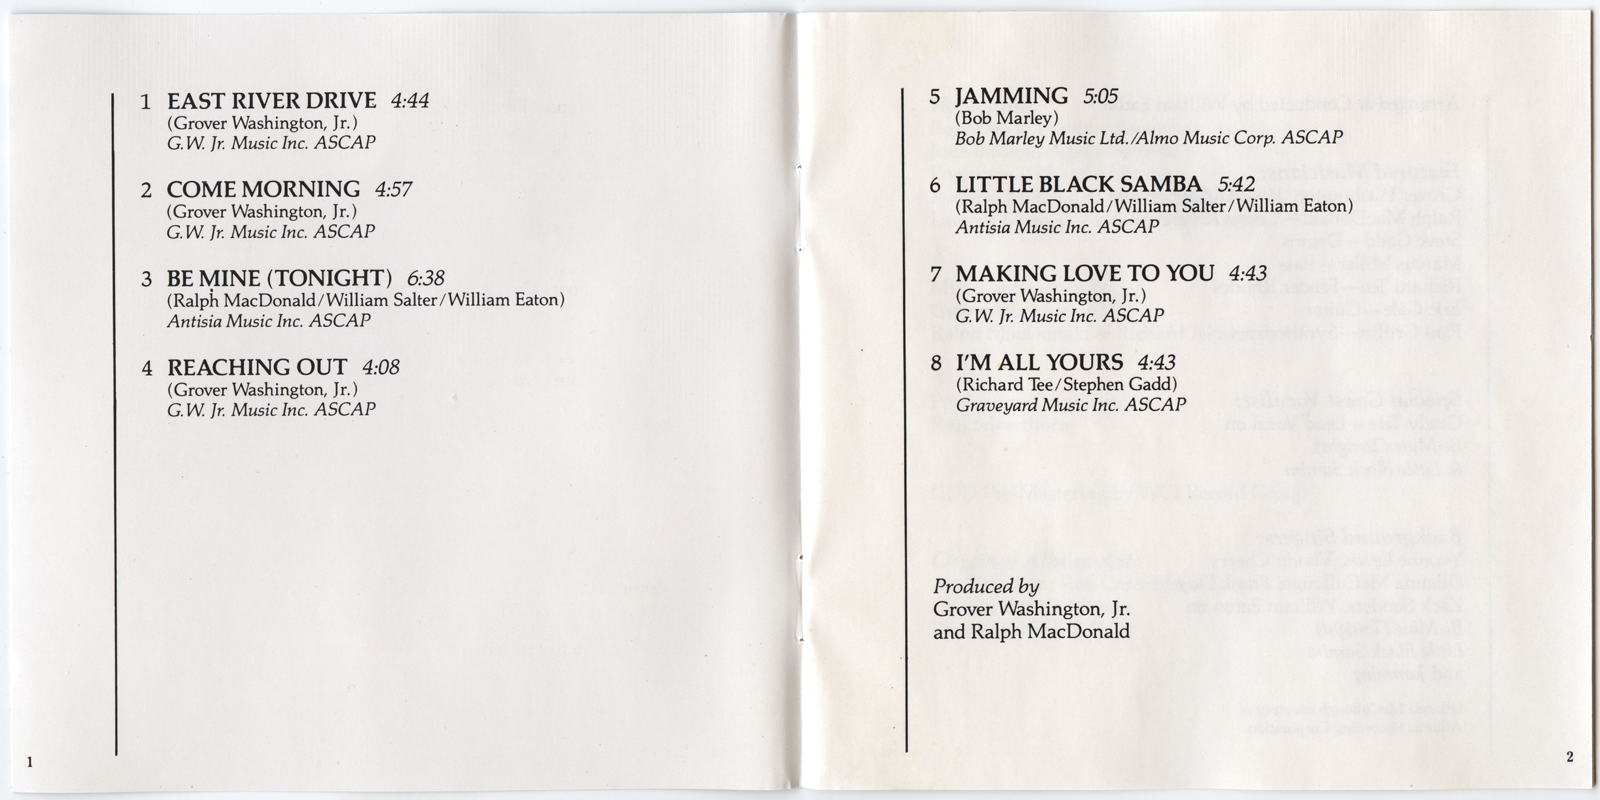 1 EAST RIVER DRIVE 4:44
(Grover Washington, Jr.)
G.W. Jr. Music Inc. ASCAP
2 COME MORNING 4:57
(Grover Washington, Jr.)
G.W. Jr. Music Inc. ASCAP
3 BE MINE (TONIGHT) 6:38
(Ralph MacDonald/William Salter/William Eaton)
Antisia Music Inc. ASCAP
4 REACHING OUT 4:08
(Grover Washington, Jr.)
G.W. Jr. Music Inc. ASCAP
1
5 JAMMING 5:05
(Bob Marley)
Bob Marley Music Ltd./Almo Music Corp. ASCAP
6 LITTLE BLACK SAMBA 5:42
(Ralph MacDonald/William Salter/William Eaton)
Antisia Music Inc. ASCAP
7 MAKING LOVE TO YOU 4:43
(Grover Washington, Jr.)
G.W. Jr. Music Inc. ASCAP
8 I'M ALL YOURS 4:43
(Richard Tee/Stephen Gadd)
Graveyard Music Inc. ASCAP
Produced by
Grover Washington, Jr.
and Ralph MacDonald
2